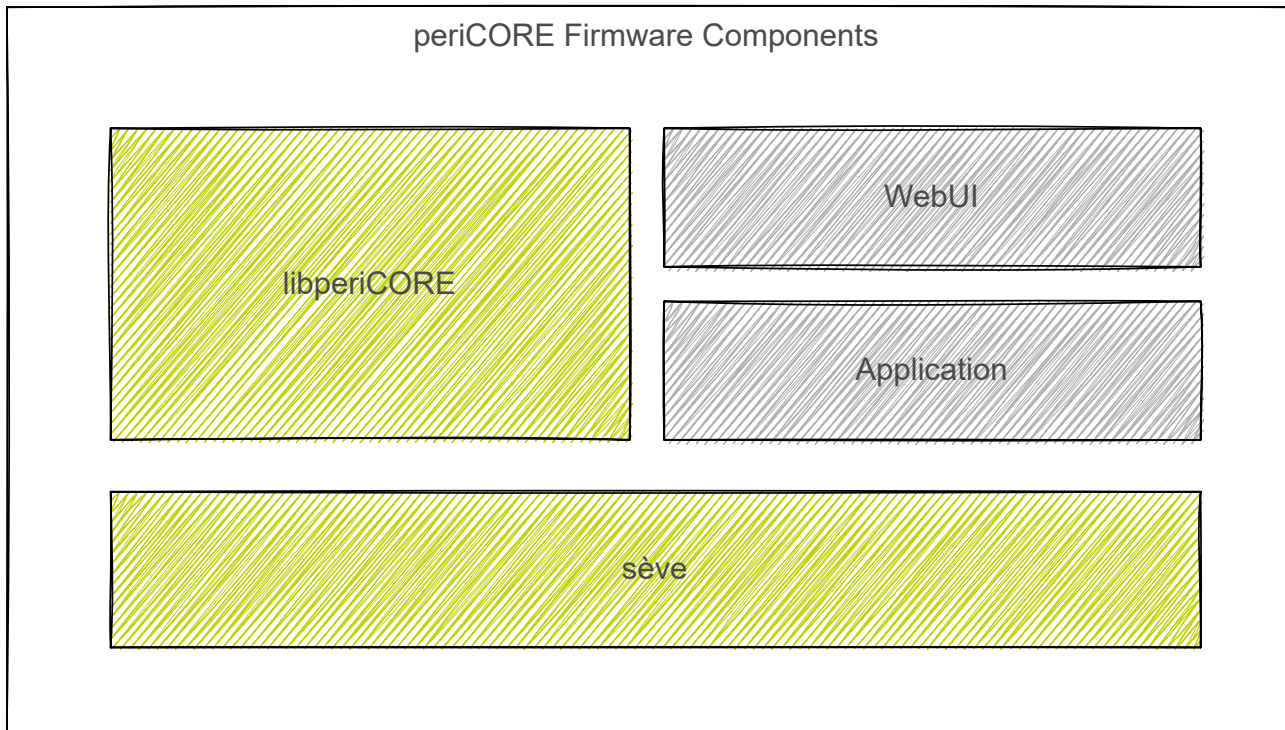 periCORE Firmware Components
libperiCORE
WebUI
Application
sève